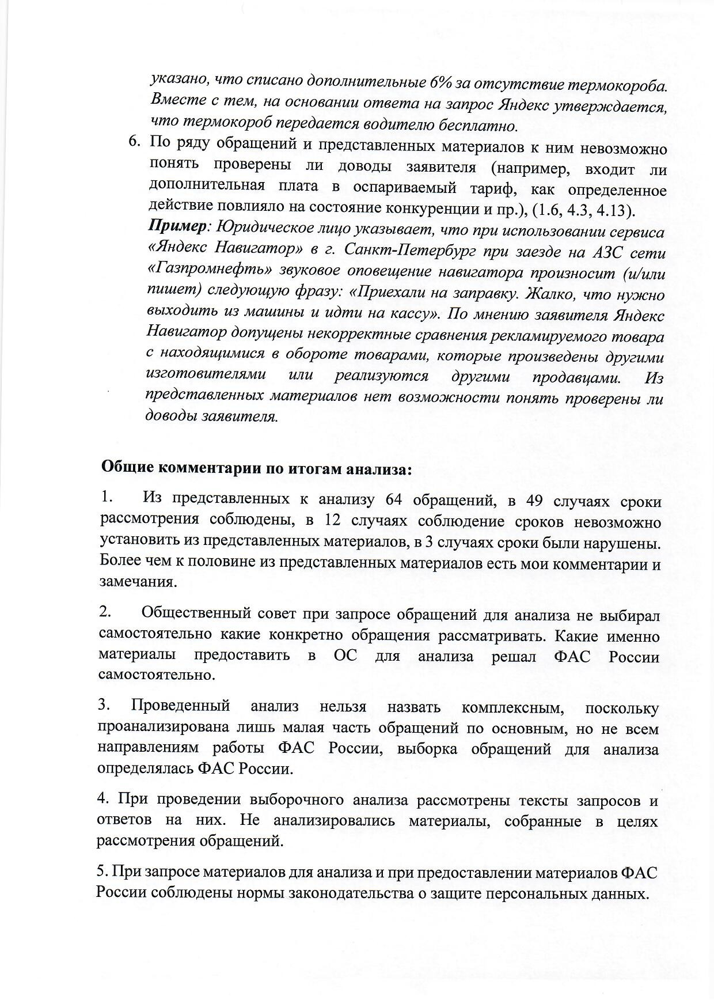 указано, что списано дополнительные 6% за отсутствие термокороба.
Вместе с тем, на основании ответа на запрос Яндекс утверждается,
что термокороб передается водителю бесплатно.
6. По ряду обращений и представленных материалов к ним невозможно
понять проверены ли доводы заявителя (например, входит ли
дополнительная плата в оспариваемый тариф, как определенное
действие повлияло на состояние конкуренции и пр.), (1.6, 4.3, 4.13).
Пример: Юридическое лицо указывает, что при использовании сервиса
«Яндекс Навигатор» в г. Санкт-Петербург при заезде на АЗС сети
«Газпромнефть» звуковое оповещение навигатора произносит (и/или
пишет) следующую фразу: «Приехали на заправку. Жалко, что нужно
выходить из машины и идти на кассу». По мнению заявителя Яндекс
Навигатор допущены некорректные сравнения рекламируемого товара
с находящимися в обороте товарами, которые произведены другими
изготовителями или реализуются другими продавцами. Из
представленных материалов нет возможности понять проверены ли
доводы заявителя.
Общие комментарии по итогам анализа:
1. Из представленных к анализу 64 обращений, в 49 случаях сроки
рассмотрения соблюдены, в 12 случаях соблюдение сроков невозможно
установить из представленных материалов, в 3 случаях сроки были нарушены.
Более чем к половине из представленных материалов есть мои комментарии и
замечания.
2. Общественный совет при запросе обращений для анализа не выбирал
самостоятельно какие конкретно обращения рассматривать. Какие именно
материалы предоставить в ОС для анализа решал ФАС России
самостоятельно.
3. Проведенный анализ нельзя назвать комплексным, поскольку
проанализирована лишь малая часть обращений по основным, но не всем
направлениям работы ФАС России, выборка обращений для анализа
определялась ФАС России.
4. При проведении выборочного анализа рассмотрены тексты запросов и
ответов на них. Не анализировались материалы, собранные в целях
рассмотрения обращений.
5. При запросе материалов для анализа и при предоставлении материалов ФАС
России соблюдены нормы законодательства о защите персональных данных.